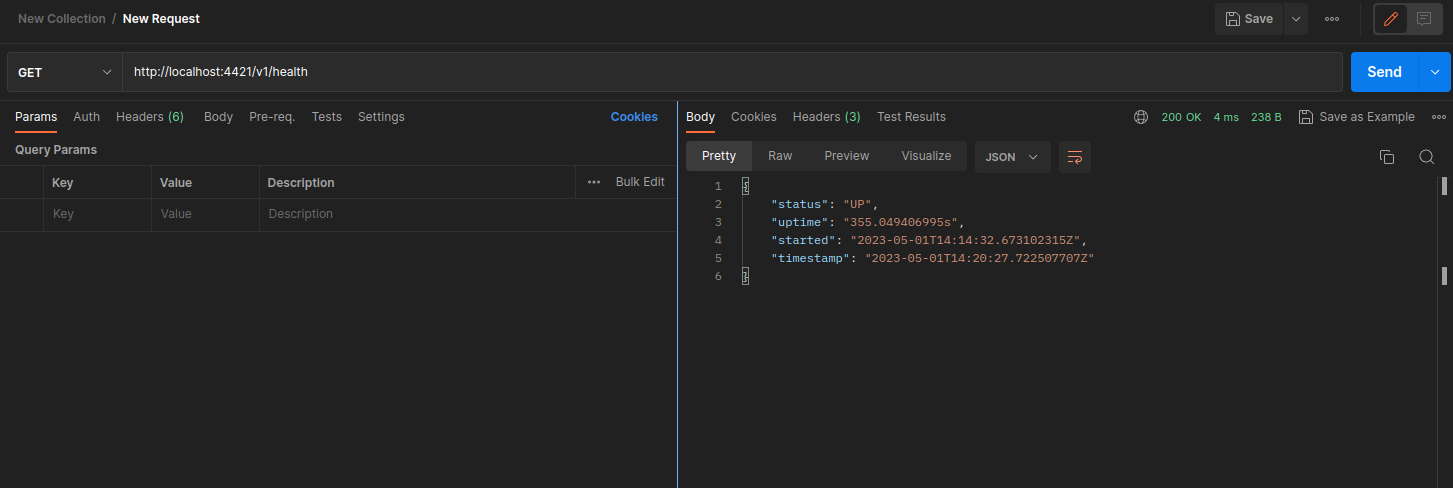 New Collection / New Request
Save
GET http://localhost:4421/v1/health
Send
Params Auth Headers (6) Body Pre-req. Tests Settings Cookies
Query Params
Key Value Description Bulk Edit
Key Value Description
Body Cookies Headers (3) Test Results 200 OK 4 ms 238 B Save as Example
Pretty Raw Preview Visualize JSON
1 {
2 "status": "UP",
3 "uptime": "355.049406995s",
4 "started": "2023-05-01T14:14:32.673102315Z",
5 "timestamp": "2023-05-01T14:20:27.722507707Z"
6 }